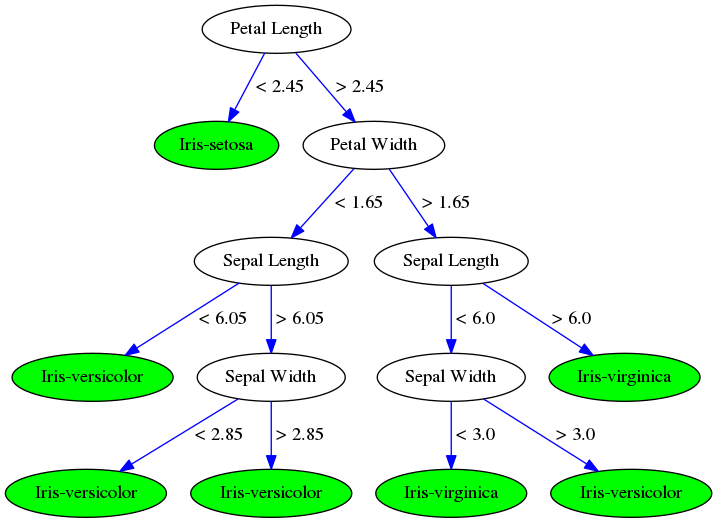 Petal Length
< 2.45
> 2.45
Iris-setosa
Petal Width
< 1.65
> 1.65
Sepal Length
Sepal Length
< 6.05
> 6.05
< 6.0
> 6.0
Iris-versicolor
Sepal Width
Sepal Width
Iris-virginica
< 2.85
> 2.85
< 3.0
> 3.0
Iris-versicolor
Iris-versicolor
Iris-virginica
Iris-versicolor